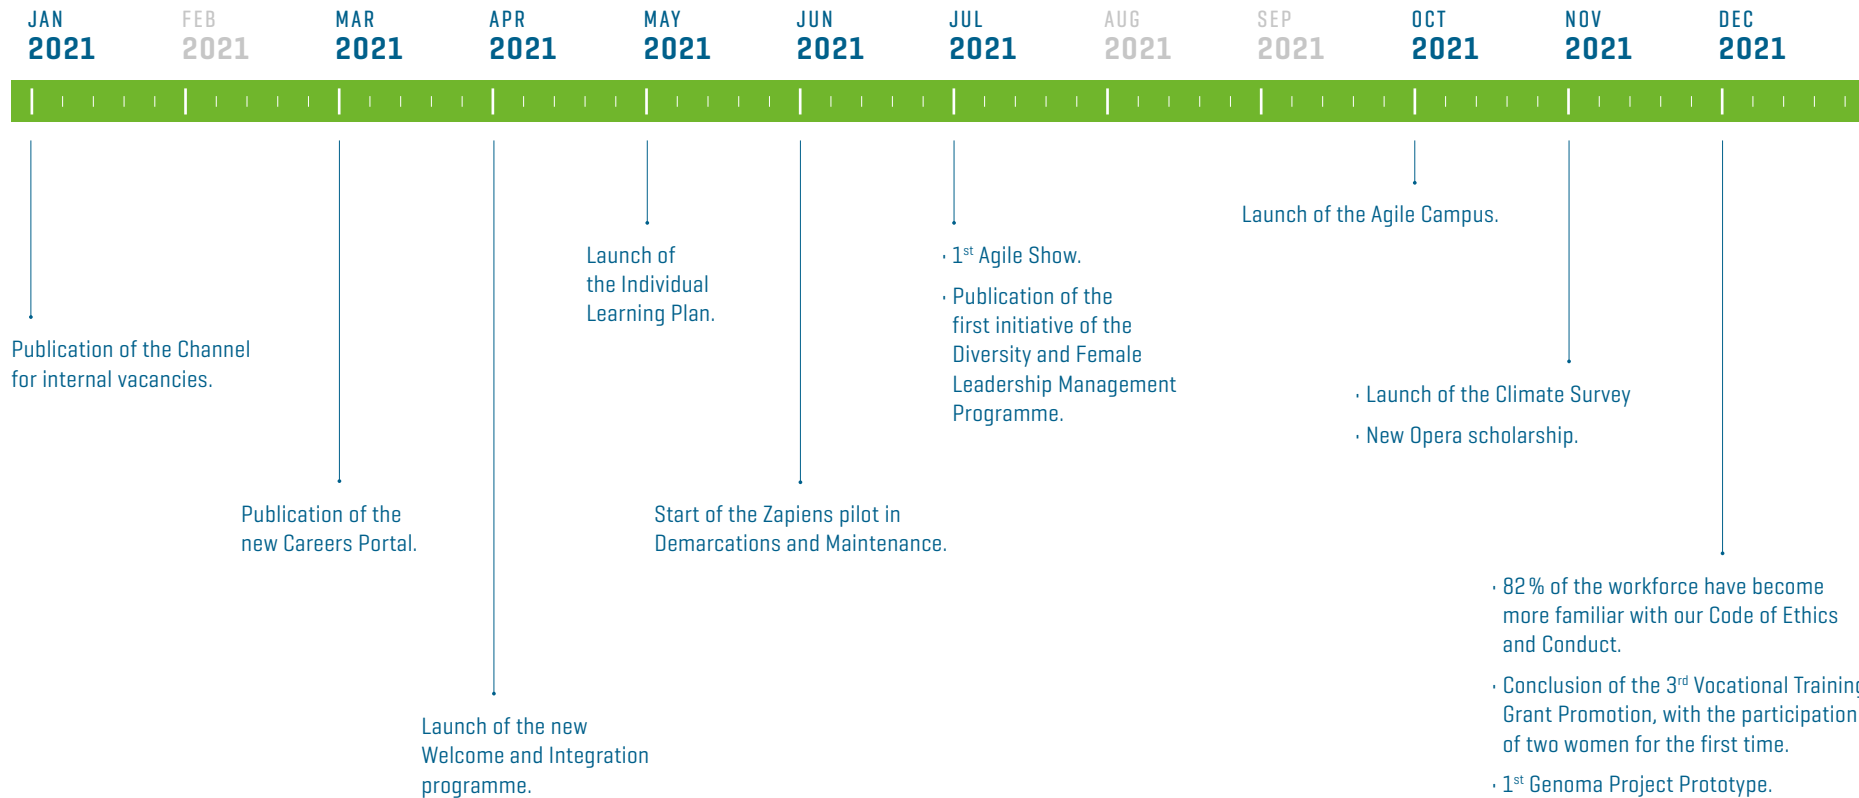 JAN
2021
FEB
2021
MAR
2021
APR
2021
MAY
2021
JUN
2021
JUL
2021
AUG
2021
SEP
2021
OCT
2021
NOV
2021
DEC
2021
Publication of the Channel
for internal vacancies.
Publication of the
new Careers Portal.
Launch of the new
Welcome and Integration
programme.
Launch of
the Individual
Learning Plan.
Start of the Zapiens pilot in
Demarcations and Maintenance.
· 1st Agile Show.
· Publication of the
first initiative of the
Diversity and Female
Leadership Management
Programme.
Launch of the Agile Campus.
· Launch of the Climate Survey
· New Opera scholarship.
· 82% of the workforce have become
more familiar with our Code of Ethics
and Conduct.
· Conclusion of the 3rd Vocational Training
Grant Promotion, with the participation
of two women for the first time.
· 1st Genoma Project Prototype.